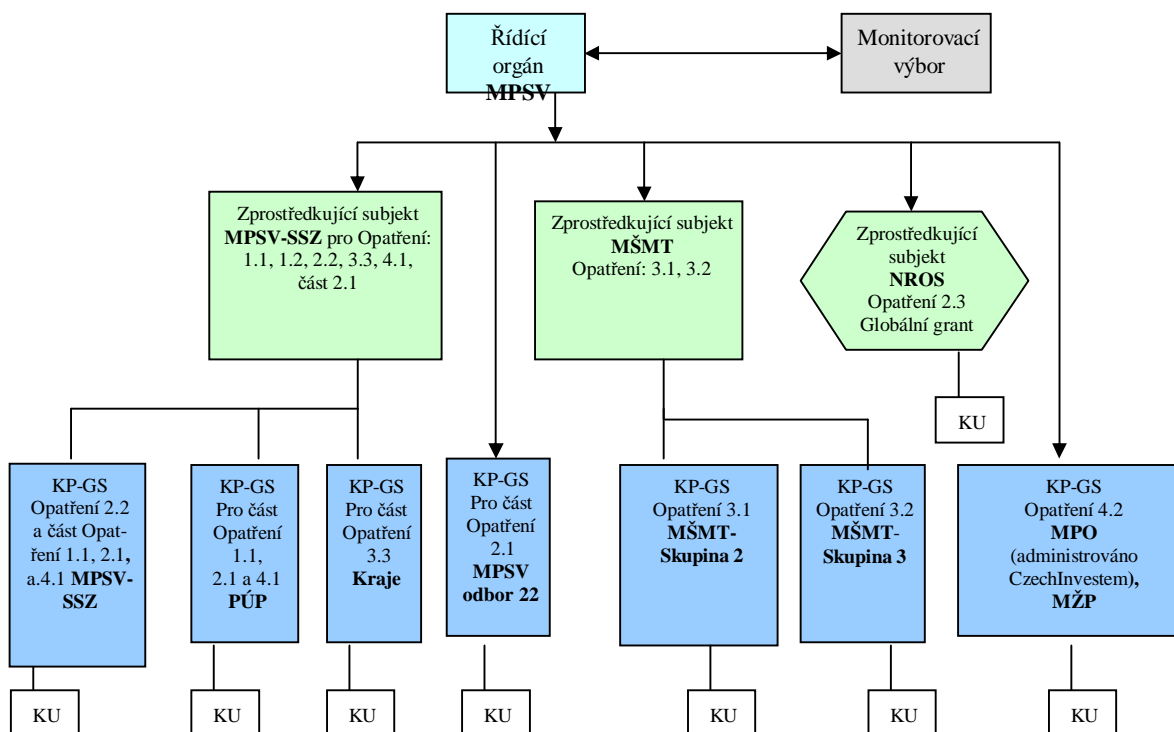 Řídící
orgán
MPSV
Monitorovací
výbor
Zprostředkující subjekt
MPSV-SSZ pro Opatření:
1.1, 1.2, 2.2, 3.3, 4.1,
část 2.1
Zprostředkující subjekt
MŠMT
Opatření: 3.1, 3.2
Zprostředkující
subjekt
NROS
Opatření 2.3
Globální grant
KU
KP-GS
Opatření 2.2
a část Opat-
ření 1.1, 2.1,
a.4.1 MPSV-
SSZ
KP-GS
Pro část
Opatření
1.1,
2.1 a 4.1
PÚP
KP-GS
Pro část
Opatření
3.3
Kraje
KP-GS
Pro část
Opatření
2.1
MPSV
odbor 22
KP-GS
Opatření 3.1
MŠMT-
Skupina 2
KP-GS
Opatření 3.2
MŠMT-
Skupina 3
KP-GS
Opatření 4.2
MPO
(administrováno
CzechInvestem),
MŽP
KU
KU
KU
KU
KU
KU
KU